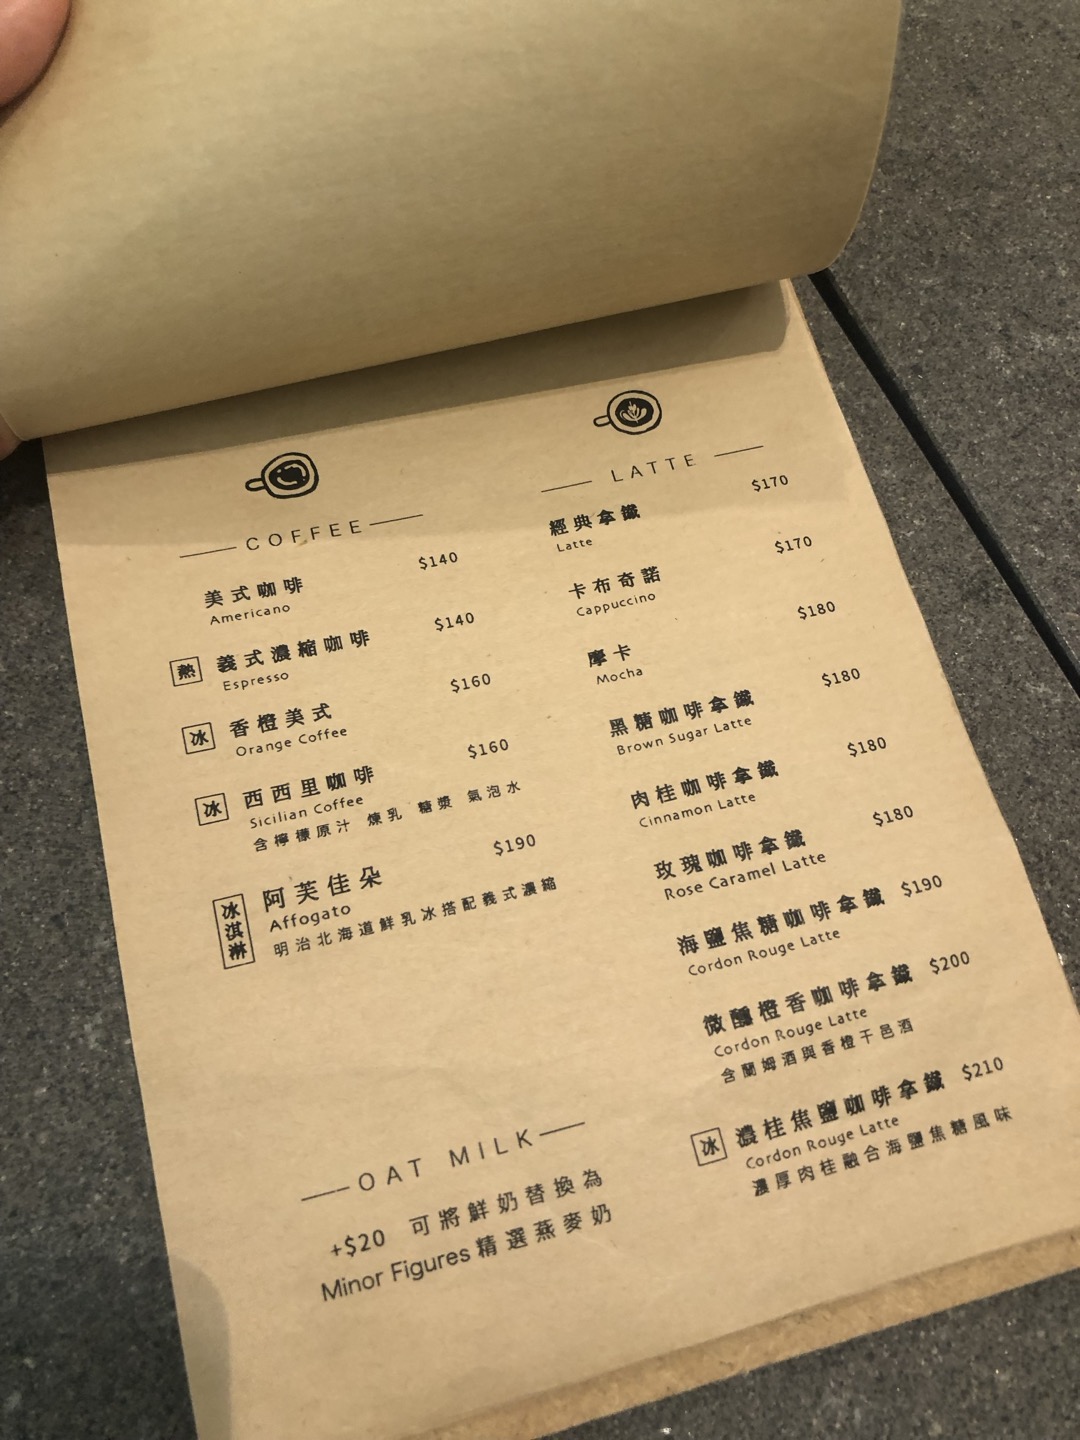 COFFEE
美式咖啡 $140
Americano
熱 義式濃縮咖啡 $140
Espresso
冰 香橙美式 $160
Orange Coffee
冰 西西里咖啡 $160
Sicilian Coffee
含檸檬原汁 煉乳 糖漿 氣泡水
冰淇淋 阿芙佳朵 $190
Affogato
明治北海道鮮乳冰搭配義式濃縮
OAT MILK
+$20 可將鮮奶替換為
Minor Figures 精選燕麥奶
LATTE
經典拿鐵 $170
Latte
卡布奇諾 $170
Cappuccino
摩卡 $180
Mocha
黑糖咖啡拿鐵 $180
Brown Sugar Latte
肉桂咖啡拿鐵 $180
Cinnamon Latte
玫瑰咖啡拿鐵 $180
Rose Caramel Latte
海鹽焦糖咖啡拿鐵 $190
Cordon Rouge Latte
微醺橙香咖啡拿鐵 $200
Cordon Rouge Latte
含蘭姆酒與香橙干邑酒
冰 濃桂焦鹽咖啡拿鐵 $210
Cordon Rouge Latte
濃厚肉桂融合海鹽焦糖風味